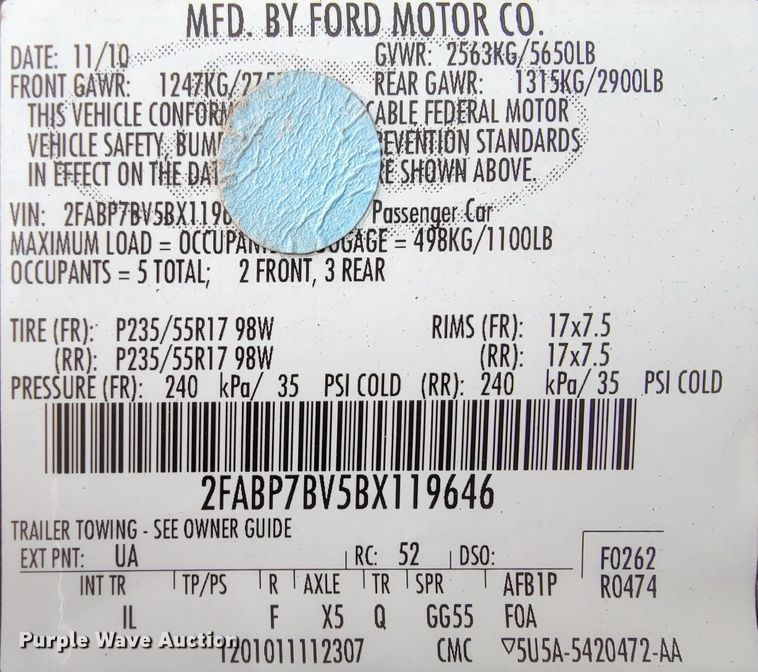 MFD. BY FORD MOTOR CO.
DATE: 11/10 GVWR: 2563KG/5650LB
FRONT GAWR: 1247KG/275 REAR GAWR: 1315KG/2900LB
THIS VEHICLE CONFORM CABLE FEDERAL MOTOR
VEHICLE SAFETY, BUM EVENTION STANDARDS
IN EFFECT ON THE DAT RE SHOWN ABOVE.
VIN: 2FABP7BV5BX1196 Passenger Car
MAXIMUM LOAD = OCCUPAN GGAGE = 498KG/1100LB
OCCUPANTS = 5 TOTAL; 2 FRONT, 3 REAR
TIRE (FR): P235/55R17 98W RIMS (FR): 17x7.5
(RR): P235/55R17 98W (RR): 17x7.5
PRESSURE (FR): 240 kPa/ 35 PSI COLD (RR): 240 kPa/ 35 PSI COLD
2FABP7BV5BX119646
TRAILER TOWING - SEE OWNER GUIDE
EXT PNT: UA RC: 52 DSO: F0262
INT TR TP/PS R AXLE TR SPR AFB1P R0474
IL F X5 Q GG55 F0A
Purple Wave Auction
1201011112307 CMC ▽5U5A-5420472-AA